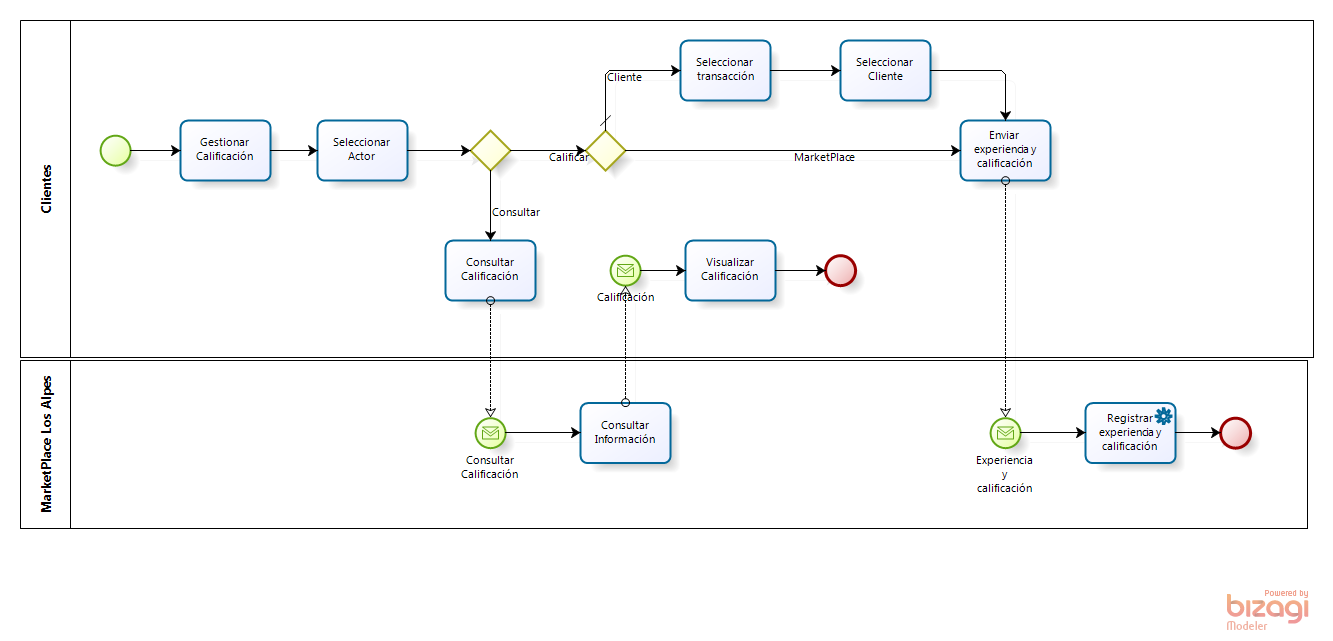 Clientes
Gestionar
Calificación
Seleccionar
Actor
Calificar
Cliente
Seleccionar
transacción
Seleccionar
Cliente
MarketPlace
Enviar
experiencia y
calificación
Consultar
Consultar
Calificación
Calificación
Visualizar
Calificación
MarketPlace Los Alpes
Consultar
Calificación
Consultar
Información
Experiencia
y
calificación
Registrar
experiencia y
calificación
Powered by
bizagi
Modeler